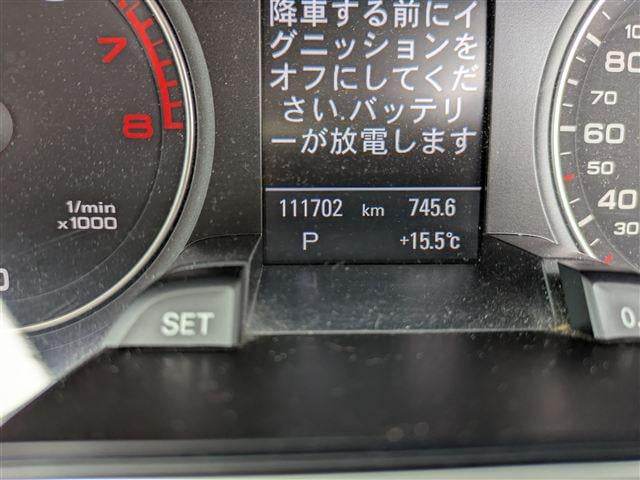 降車する前にイ
グニッションを
オフにしてくだ
さい.バッテリ
ーが放電します
111702 km 745.6
P +15.5℃
7
8
1/min
x1000
0
SET
80
70
60
50
40
30
0.